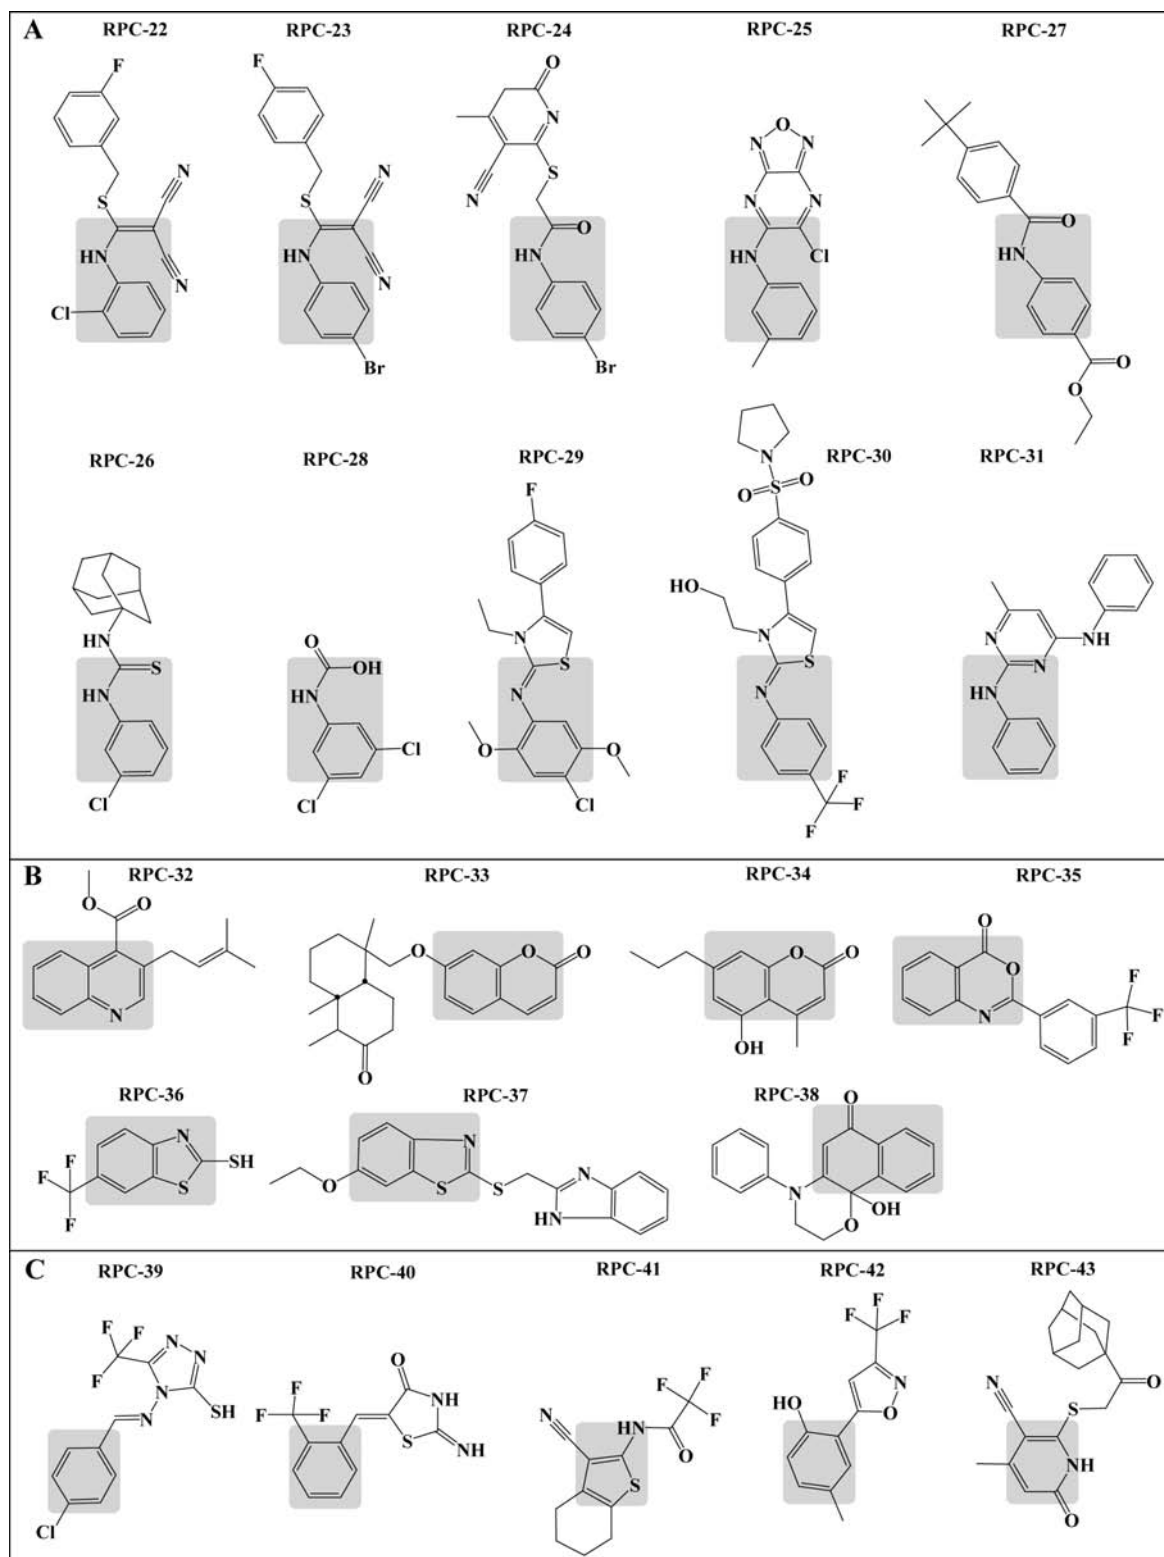 A
RPC-22 RPC-23 RPC-24 RPC-25 RPC-27
F F O
N
N O N
N N
N N N S N N
S S O O
HN HN HN HN Cl HN
N N
Cl
Br Br
O
O
RPC-26 RPC-28 RPC-29 RPC-30 RPC-31
N
F O S O
HO
HN O N S N S N NH
S OH N
HN HN N N HN
Cl O O
Cl Cl Cl F
F F
B
RPC-32 RPC-33 RPC-34 RPC-35
O O
O O O O O O O
N N F
F
F
O OH
RPC-36 RPC-37 RPC-38
O
N N
F SH N
F S O S S N
F HN O OH
C
RPC-39 RPC-40 RPC-41 RPC-42 RPC-43
F F N N
F N SH
N
Cl
O
F NH
F F S NH
F
F
N HN F
O
S
F F
F
HO N
O
O
N S
NH
O